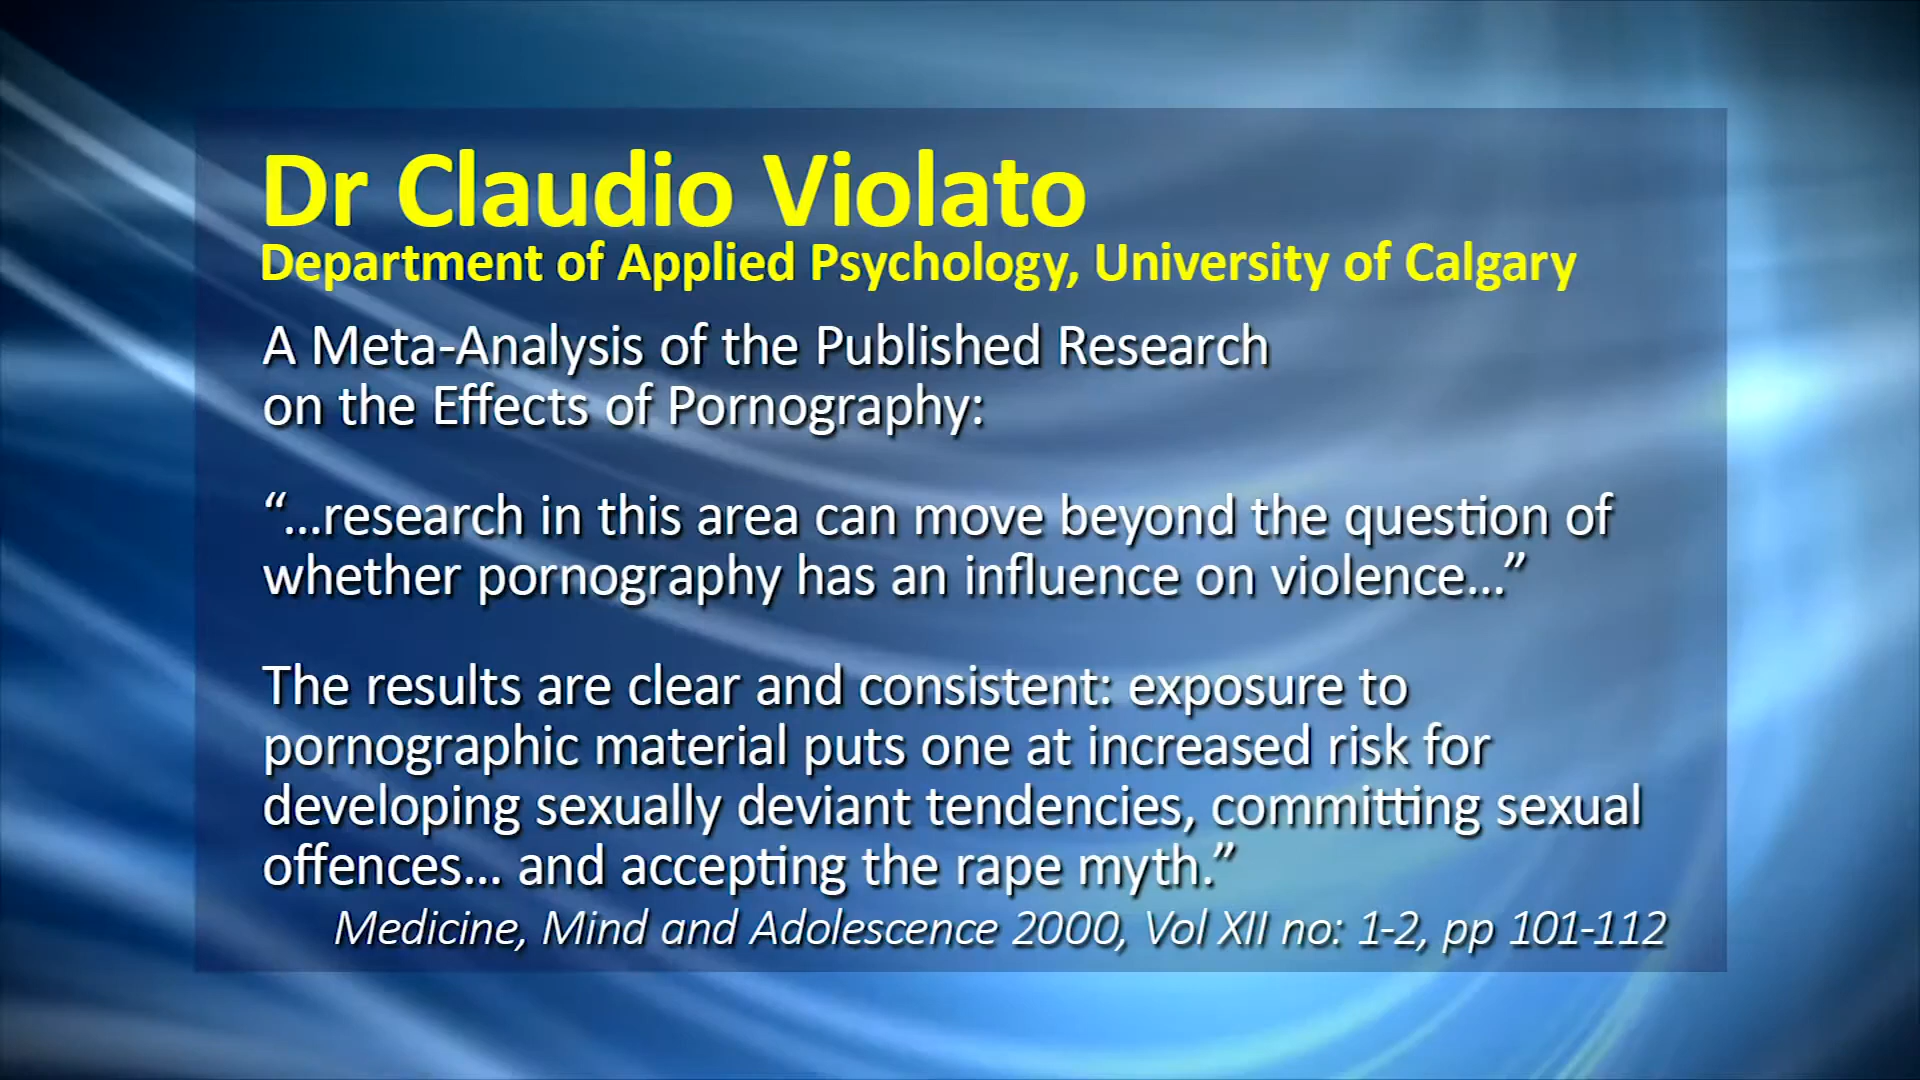 Dr Claudio Violato
Department of Applied Psychology, University of Calgary
A Meta-Analysis of the Published Research
on the Effects of Pornography:
“...research in this area can move beyond the question of
whether pornography has an influence on violence...”
The results are clear and consistent: exposure to
pornographic material puts one at increased risk for
developing sexually deviant tendencies, committing sexual
offences... and accepting the rape myth.”
Medicine, Mind and Adolescence 2000, Vol XII no: 1-2, pp 101-112